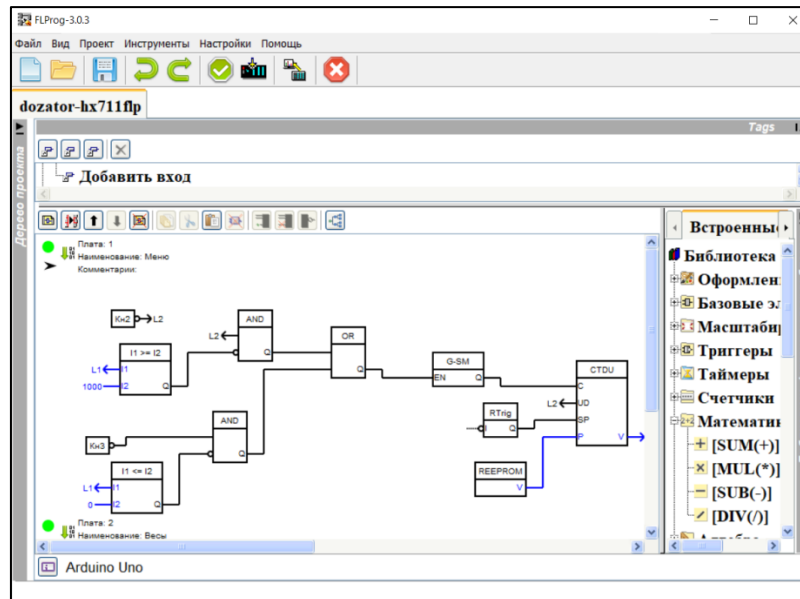 FLProg-3.0.3
Файл Вид Проект Инструменты Настройки Помощь
dozator-hx711flp
Tags
Дерево проекта
Добавить вход
Встроенны
Плата: 1
Наименование: Меню
Комментарии:
Библиотека
Оформлен
Базовые эл
Масштаби
Триггеры
Таймеры
Счетчики
Математик
[SUM(+)]
[MUL(*)]
[SUB(-)]
[DIV(/)]
Кн2 L2
AND
L2
Q
OR
Q
I1 >= I2
L1 I1
1000 I2 Q
G-SM
EN Q
CTDU
C
L2 UD
SP
P V
RTrig
I Q
REEPROM
V
AND
Q
Кн3
I1 <= I2
L1 I1
0 I2 Q
Плата: 2
Наименование: Весы
Arduino Uno